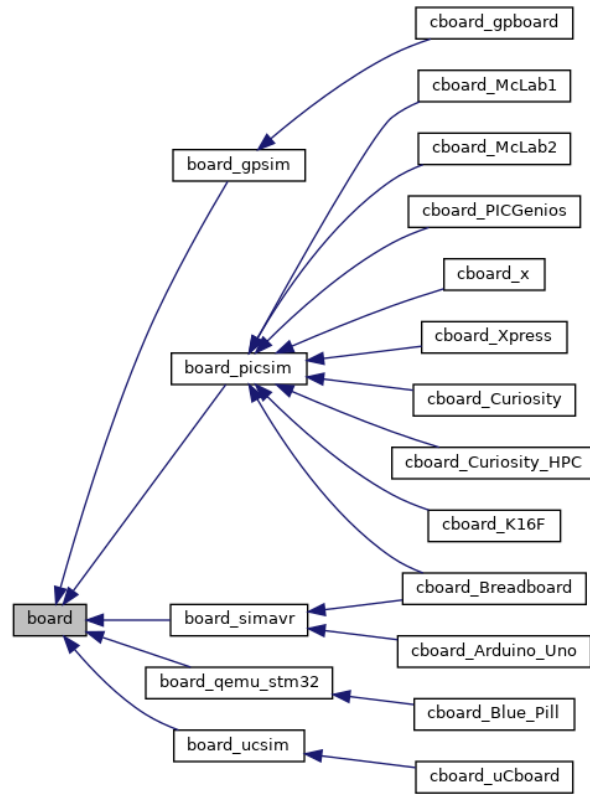 cboard_gpboard
cboard_McLab1
cboard_McLab2
board_gpsim
cboard_PICGenios
cboard_x
cboard_Xpress
board_picsim
cboard_Curiosity
cboard_Curiosity_HPC
cboard_K16F
cboard_Breadboard
board
board_simavr
cboard_Arduino_Uno
board_qemu_stm32
cboard_Blue_Pill
board_ucsim
cboard_uCboard